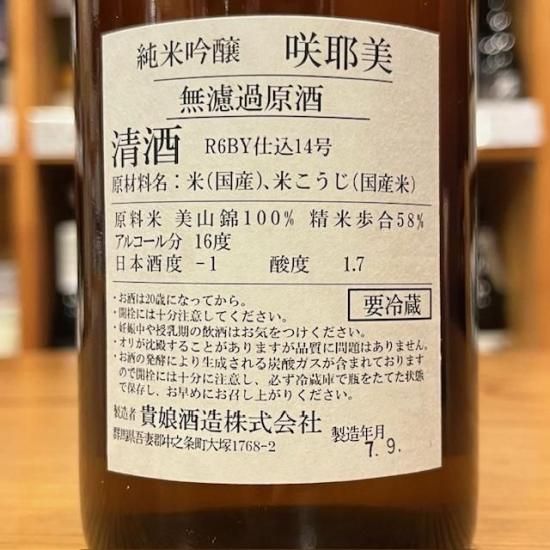 純米吟醸 咲耶美
無濾過原酒
清酒 R6BY仕込14号
原材料名：米(国産)、米こうじ(国産米)
原料米 美山錦100% 精米歩合58%
アルコール分 16度
日本酒度 -1 酸度 1.7
要冷蔵
・お酒は20歳になってから。
・開栓には十分注意してください。
・妊娠中や授乳期の飲酒はお気をつけください。
・オリが沈殿することがありますが品質に問題はありません。
・お酒の発酵により生成される炭酸ガスが含まれております
ので開栓には十分に注意し、必ず冷蔵庫で瓶をたてた状態
で保存し、お早めにお召し上がりください。
製造者 貴娘酒造株式会社
群馬県吾妻郡中之条町大塚1768-2
製造年月
7.9.